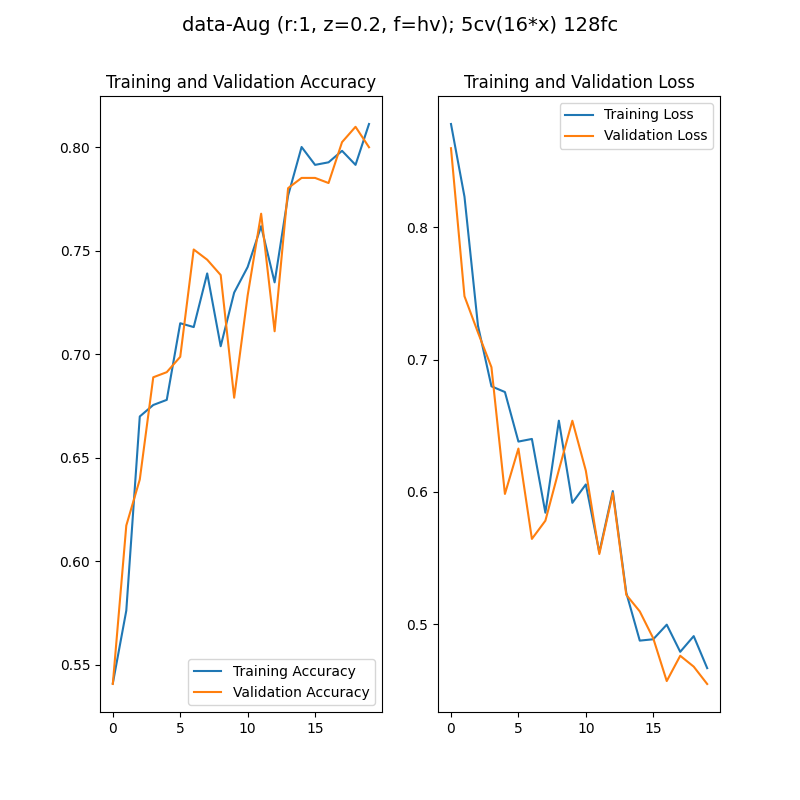 data-Aug (r:1, z=0.2, f=hv); 5cv(16*x) 128fc
Training and Validation Accuracy
0.80
0.75
0.70
0.65
0.60
0.55
Training Accuracy
Validation Accuracy
0 5 10 15
Training and Validation Loss
Training Loss
Validation Loss
0.8
0.7
0.6
0.5
0 5 10 15